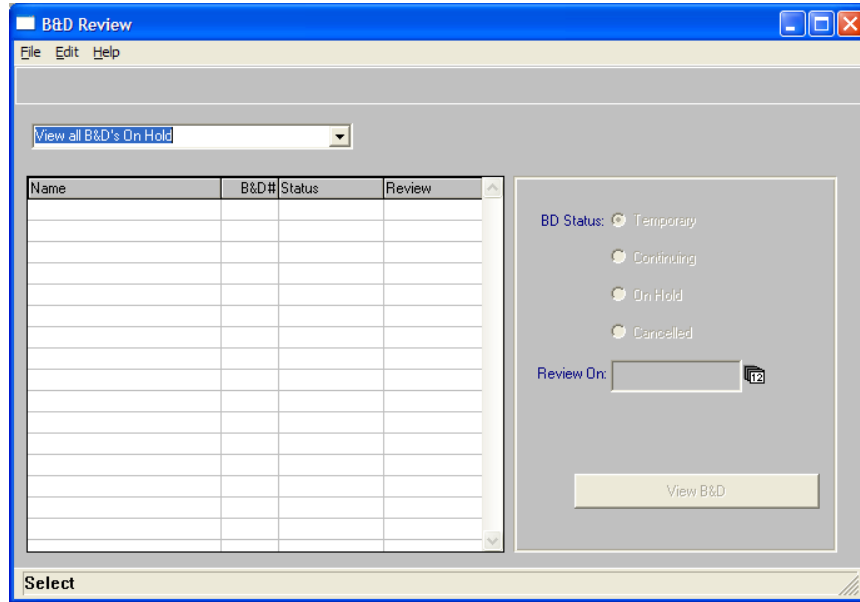 B&D Review
File Edit Help
View all B&D's On Hold
Name B&D# Status Review
BD Status: Temporary
Continuing
On Hold
Cancelled
Review On: 12
View B&D
Select